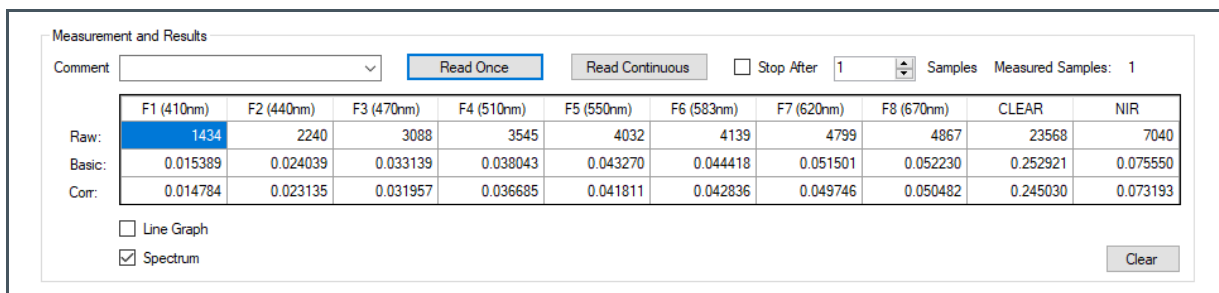 Measurement and Results
Comment Read Once Read Continuous Stop After 1 Samples Measured Samples: 1
F1 (410nm) F2 (440nm) F3 (470nm) F4 (510nm) F5 (550nm) F6 (583nm) F7 (620nm) F8 (670nm) CLEAR NIR
Raw: 1434 2240 3088 3545 4032 4139 4799 4867 23568 7040
Basic: 0.015389 0.024039 0.033139 0.038043 0.043270 0.044418 0.051501 0.052230 0.252921 0.075550
Corr: 0.014784 0.023135 0.031957 0.036685 0.041811 0.042836 0.049746 0.050482 0.245030 0.073193
Line Graph
Spectrum Clear